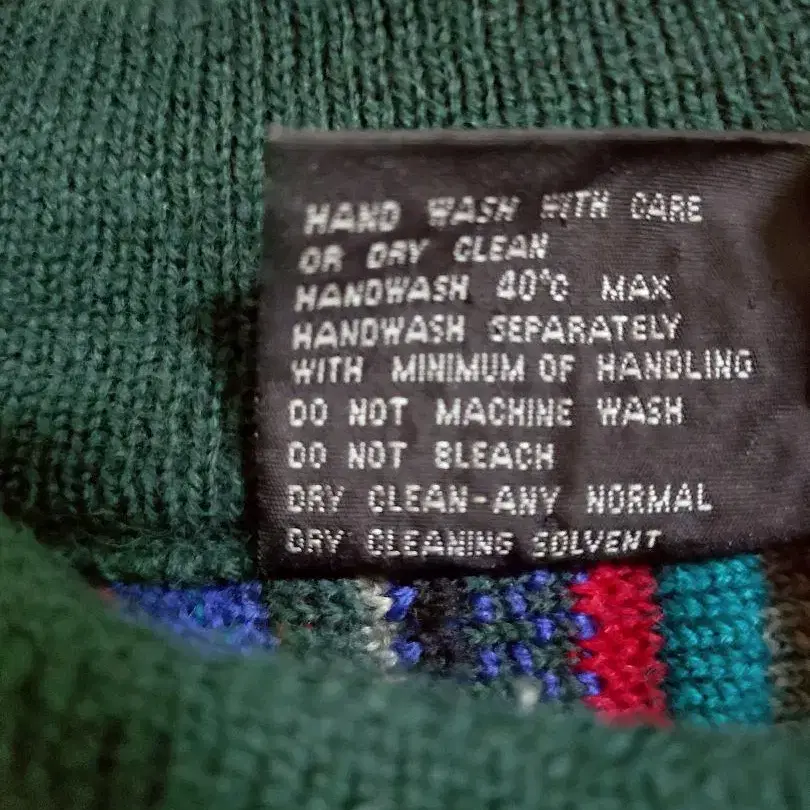 HAND WASH WITH CARE
OR DRY CLEAN
HANDWASH 40°C MAX
HANDWASH SEPARATELY
WITH MINIMUM OF HANDLING
DO NOT MACHINE WASH
DO NOT BLEACH
DRY CLEAN-ANY NORMAL
DRY CLEANING SOLVENT